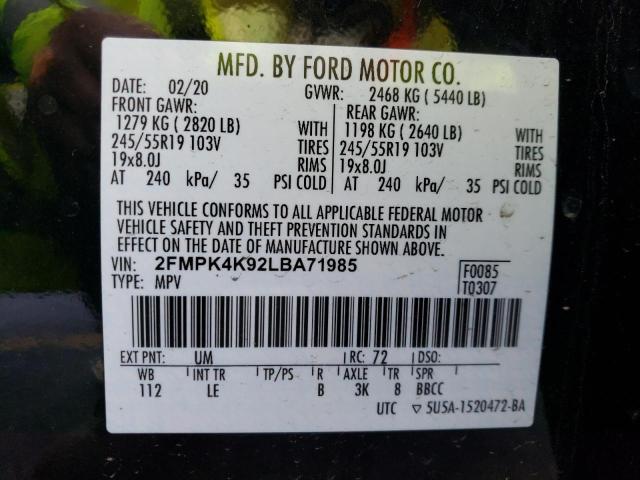 MFD. BY FORD MOTOR CO.
DATE: 02/20 GVWR: 2468 KG ( 5440 LB)
FRONT GAWR: REAR GAWR:
1279 KG ( 2820 LB) WITH 1198 KG ( 2640 LB) WITH
245/55R19 103V TIRES 245/55R19 103V TIRES
19x8.0J RIMS 19x8.0J RIMS
AT 240 kPa/ 35 PSI COLD AT 240 kPa/ 35 PSI COLD
THIS VEHICLE CONFORMS TO ALL APPLICABLE FEDERAL MOTOR
VEHICLE SAFETY AND THEFT PREVENTION STANDARDS IN
EFFECT ON THE DATE OF MANUFACTURE SHOWN ABOVE.
VIN: 2FMPK4K92LBA71985 F0085
TYPE: MPV T0307
EXT PNT: UM RC: 72 DSO:
WB INT TR TP/PS R AXLE TR SPR
112 LE B 3K 8 BBCC
UTC ▽ 5U5A-1520472-BA